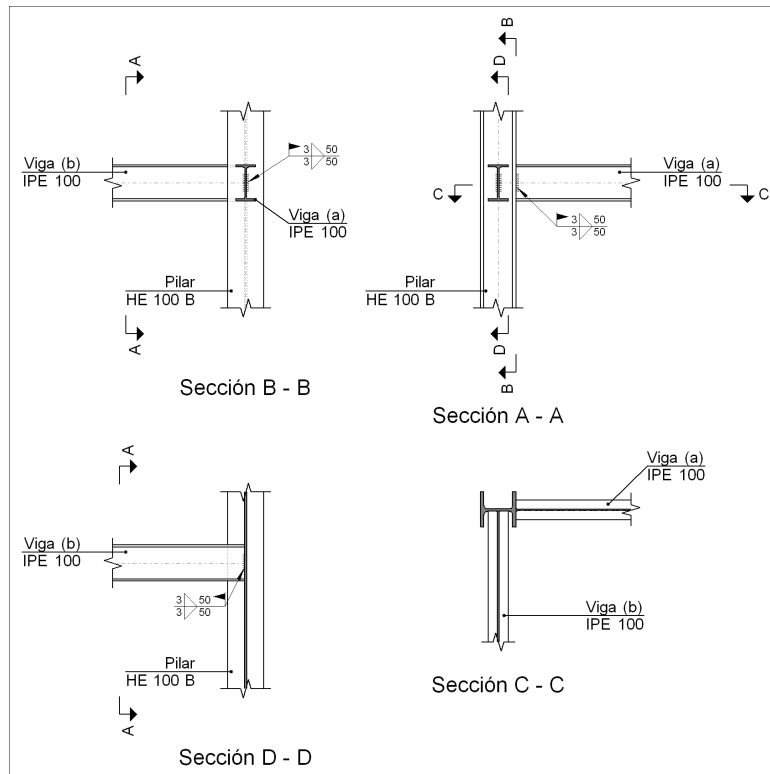 A
Viga (b)
IPE 100
3 50
3 50
Viga (a)
IPE 100
Pilar
HE 100 B
A
Sección B - B
B
D
Viga (a)
IPE 100
C
C
3 50
3 50
Pilar
HE 100 B
D
B
Sección A - A
A
Viga (b)
IPE 100
3 50
3 50
Pilar
HE 100 B
A
Sección D - D
Viga (a)
IPE 100
Viga (b)
IPE 100
Sección C - C